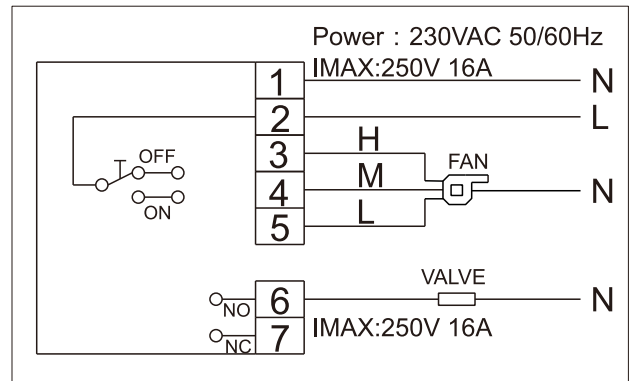 Power : 230VAC 50/60Hz
IMAX:250V 16A
1 N
2 L
3 H
OFF FAN
4 M N
ON
5 L
VALVE
NO 6 N
NC 7 IMAX:250V 16A